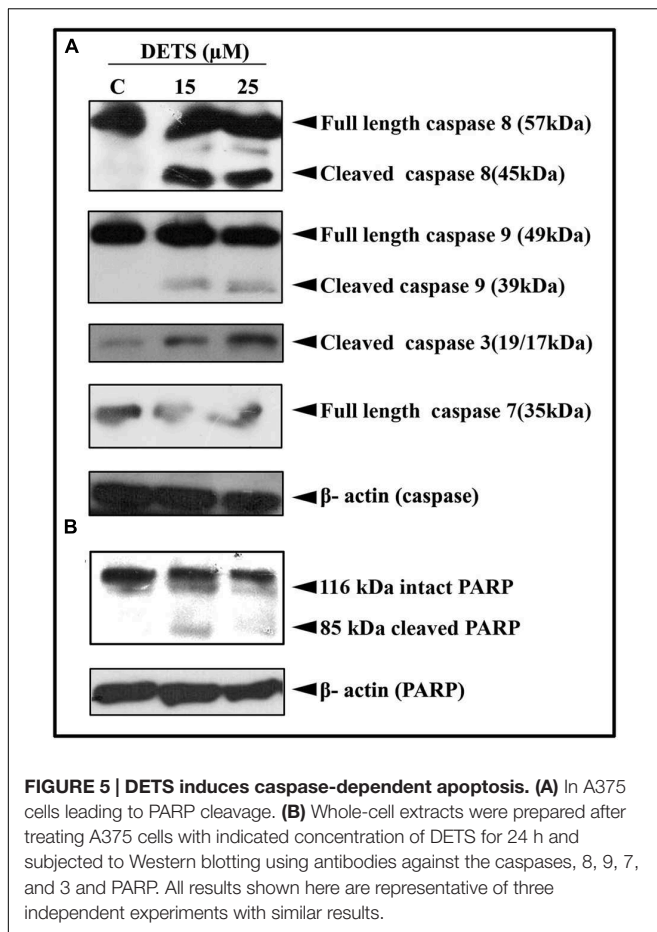 A
DETS (µM)
C 15 25
Full length caspase 8 (57kDa)
Cleaved caspase 8(45kDa)
Full length caspase 9 (49kDa)
Cleaved caspase 9 (39kDa)
Cleaved caspase 3(19/17kDa)
Full length caspase 7(35kDa)
β- actin (caspase)
B
116 kDa intact PARP
85 kDa cleaved PARP
β- actin (PARP)
FIGURE 5 | DETS induces caspase-dependent apoptosis. (A) In A375
cells leading to PARP cleavage. (B) Whole-cell extracts were prepared after
treating A375 cells with indicated concentration of DETS for 24 h and
subjected to Western blotting using antibodies against the caspases, 8, 9, 7,
and 3 and PARP. All results shown here are representative of three
independent experiments with similar results.